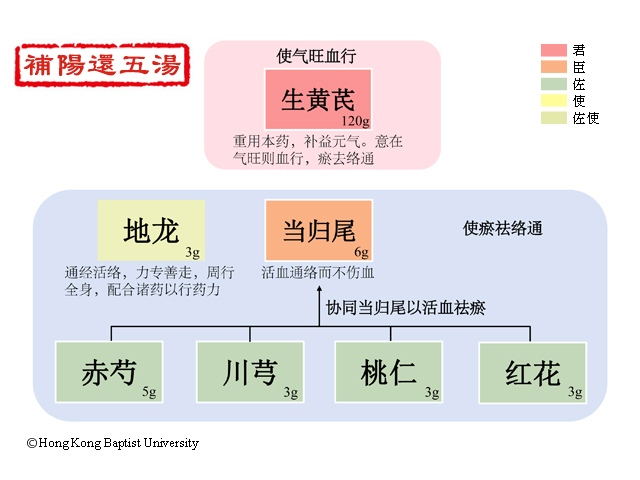 補陽還五湯
使气旺血行
生黄芪
120g
重用本药，补益元气。意在
气旺则血行，瘀去络通
君
臣
佐
使
佐使
地龙
3g
通经活络，力专善走，周行
全身，配合诸药以行药力
当归尾
6g
活血通络而不伤血
使瘀祛络通
协同当归尾以活血祛瘀
赤芍
5g
川芎
3g
桃仁
3g
红花
3g
©Hong Kong Baptist University